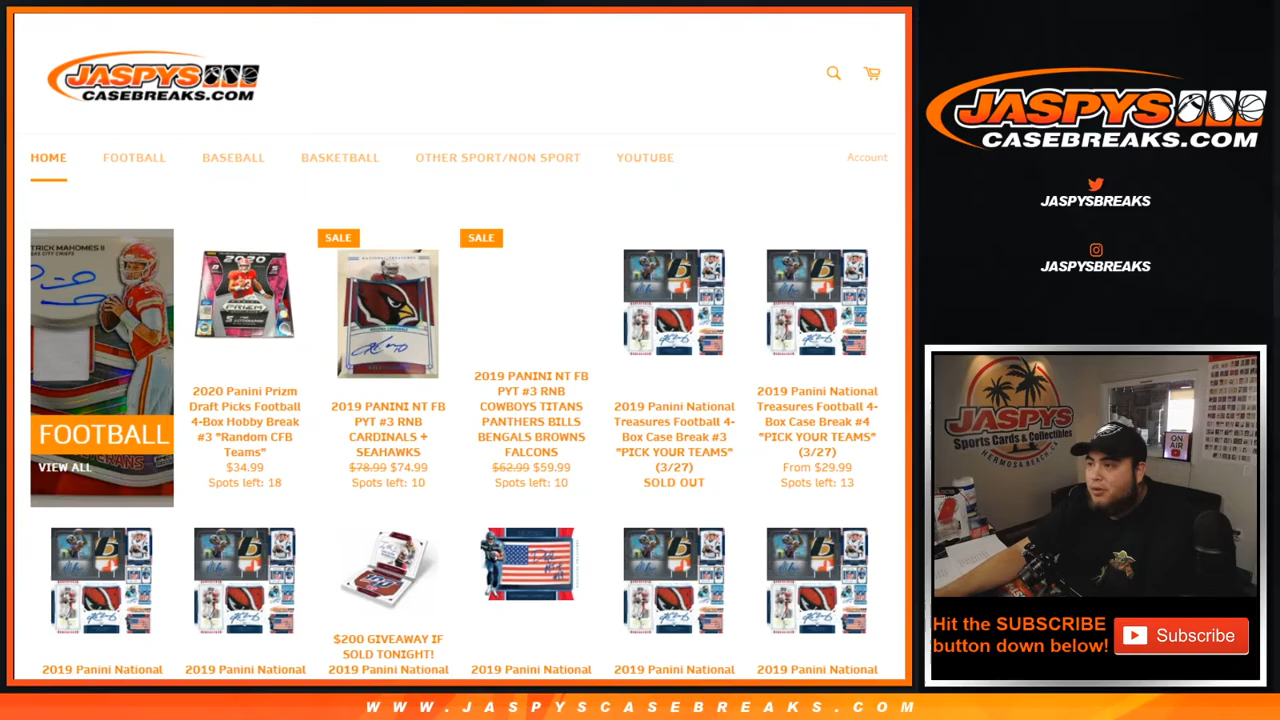 JASPYS
CASEBREAKS.COM
HOME
FOOTBALL
BASEBALL
BASKETBALL
OTHER SPORT/NON SPORT
YOUTUBE
Account
TRICK MAHOMES II
FOOTBALL
VIEW ALL
2020
PRIZM
2020 Panini Prizm
Draft Picks Football
4-Box Hobby Break
#3 "Random CFB
Teams"
$34.99
Spots left: 18
SALE
2019 PANINI NT FB
PYT #3 RNB
CARDINALS +
SEAHAWKS
$78.99 $74.99
Spots left: 10
SALE
2019 PANINI NT FB
PYT #3 RNB
COWBOYS TITANS
PANTHERS BILLS
BENGALS BROWNS
FALCONS
$62.99 $59.99
Spots left: 10
2019 Panini National
Treasures Football 4-
Box Case Break #3
"PICK YOUR TEAMS"
(3/27)
SOLD OUT
2019 Panini National
Treasures Football 4-
Box Case Break #4
"PICK YOUR TEAMS"
(3/27)
From $29.99
Spots left: 13
2019 Panini National
2019 Panini National
$200 GIVEAWAY IF
SOLD TONIGHT!
2019 Panini National
2019 Panini National
2019 Panini National
2019 Panini National
JASPYS
CASEBREAKS.COM
JASPYSBREAKS
JASPYSBREAKS
JASPYS
Sports Cards & Collectibles
HERMOSA BEACH, CA
ON
AIR
Hit the SUBSCRIBE
button down below!
Subscribe
WWW.JASPYSCASEBREAKS.COM